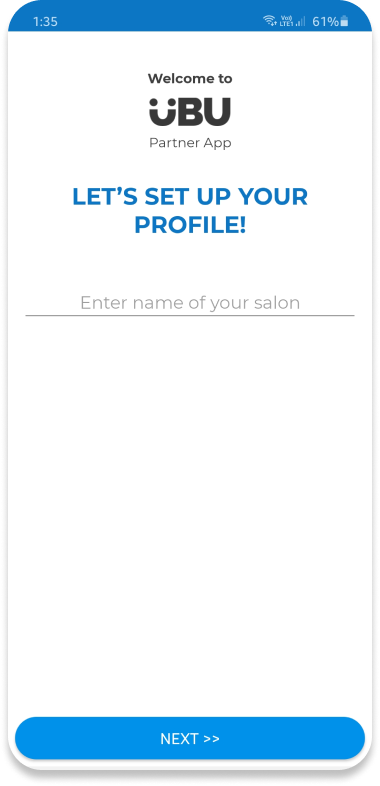 1:35 Vo) LTE1 61%
Welcome to
ÜBU
Partner App
LET’S SET UP YOUR
PROFILE!
Enter name of your salon
NEXT >>